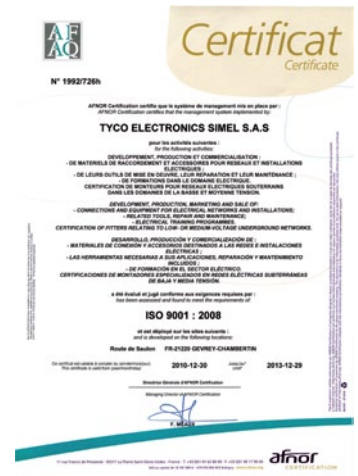 AF
AQ
Certificat
Certificate
N° 1992/726h
AFNOR Certification certifie que le système de management mis en place par :
AFNOR Certification certifies that the management system implemented by:
TYCO ELECTRONICS SIMEL S.A.S
pour les activités suivantes :
for the following activities:
DEVELOPPEMENT, PRODUCTION ET COMMERCIALISATION :
- DE MATERIELS DE RACCORDEMENT ET ACCESSOIRES POUR RESEAUX ET INSTALLATIONS
ELECTRIQUES ;
- DE LEURS OUTILS DE MISE EN OEUVRE, LEUR REPARATION ET LEUR MAINTENANCE ;
- DE FORMATIONS DANS LE DOMAINE ELECTRIQUE.
CERTIFICATION DE MONTEURS POUR RESEAUX ELECTRIQUES SOUTERRAINS
DANS LES DOMAINES DE LA BASSE ET MOYENNE TENSION.
DEVELOPMENT, PRODUCTION, MARKETING AND SALE OF:
- CONNECTIONS AND EQUIPMENT FOR ELECTRICAL NETWORKS AND INSTALLATIONS;
- RELATED TOOLS, REPAIR AND MAINTENANCE;
- ELECTRICAL TRAINING PROGRAMMES.
CERTIFICATION OF FITTERS RELATING TO LOW- OR MEDIUM-VOLTAGE UNDERGROUND NETWORKS.
DESARROLLO, PRODUCCIÓN Y COMERCIALIZACIÓN DE:
- MATERIALES DE CONEXIÓN Y ACCESORIOS DESTINADOS A LAS REDES E INSTALACIONES
ELÉCTRICAS ;
- LAS HERRAMIENTAS NECESARIAS A SUS APLICACIONES, REPARACIÓN Y MANTENIMIENTO
INCLUIDOS ;
- DE FORMACIÓN EN EL SECTOR ELÉCTRICO.
CERTIFICACIONES DE MONTADORES ESPECIALIZADOS EN REDES ELÉCTRICAS SUBTERRÁNEAS
DE BAJA Y MEDIA TENSIÓN.
a été évalué et jugé conforme aux exigences requises par :
has been assessed and found to meet the requirements of:
ISO 9001 : 2008
et est déployé sur les sites suivants :
and is developed on the following locations:
Route de Saulon FR-21220 GEVREY-CHAMBERTIN
2010-12-30 2013-12-29
Directrice Générale d'AFNOR Certification
Managing Director of AFNOR Certification
F. MÉAUX
afnor
CERTIFICATION